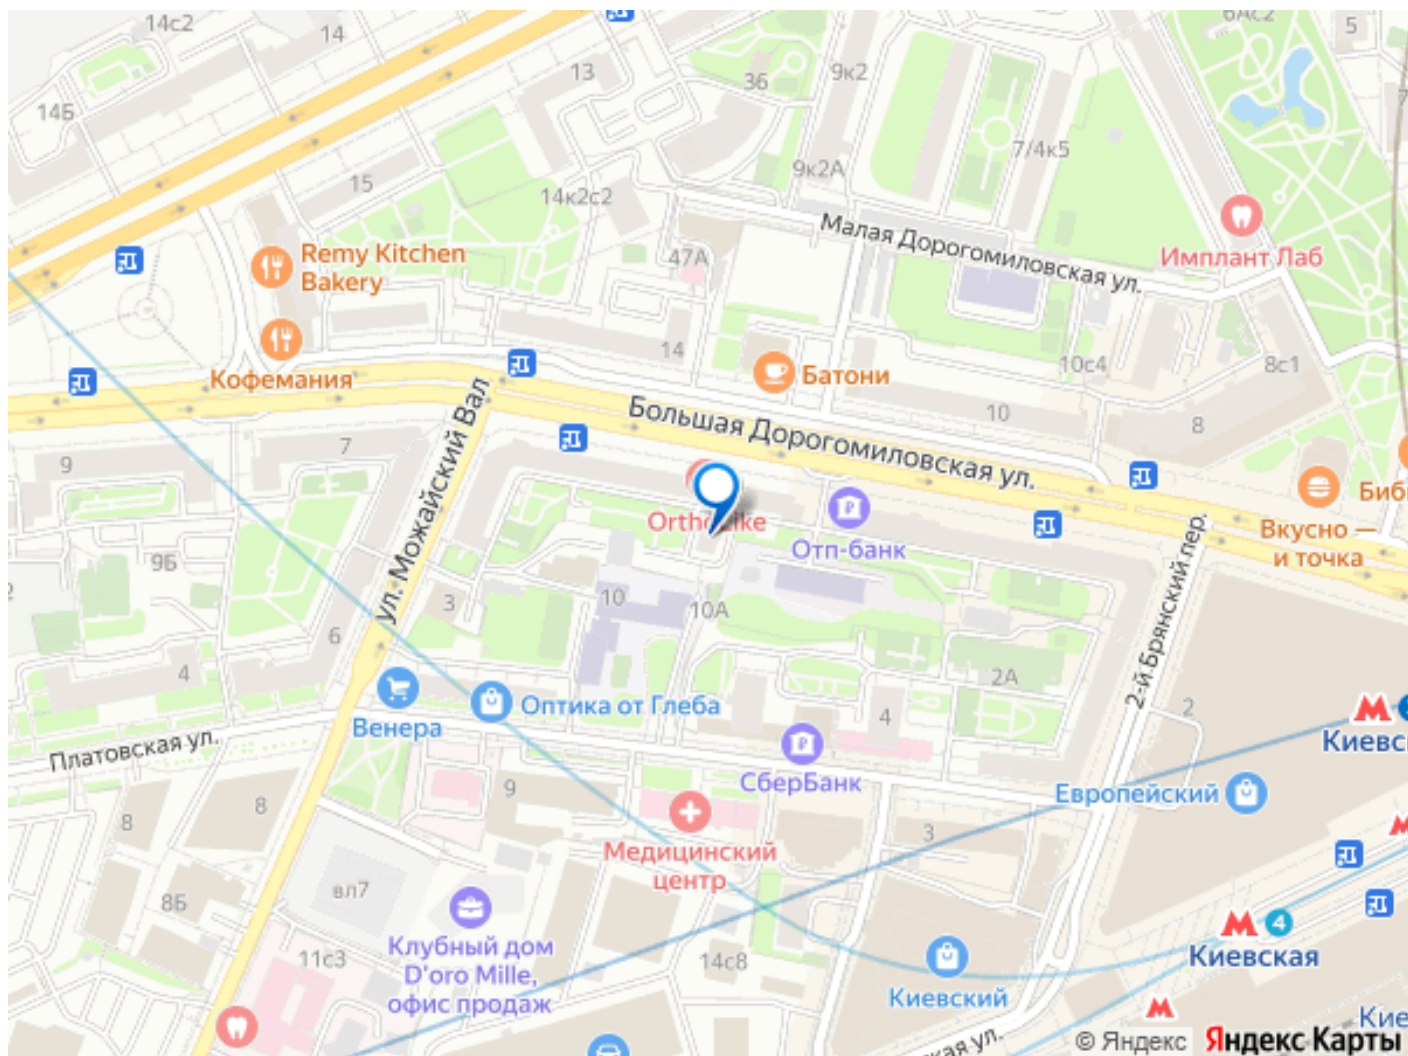 14с2
14
6Ас2
5
13
36
9к2
14Б
7/4к5
9к2А
15
14к2с2
Малая Дорогомиловская ул.
Имплант Лаб
Remy Kitchen
Bakery
47А
14
10с4
8с1
Кофемания
Батони
10
8
Большая Дорогомиловская ул.
7
9
ул. Можайский Вал
Отп-банк
Вкусно —
и точка
9Б
3
10
10А
6
4
2А
2-й Брянский пер.
2
4
Оптика от Глеба
Венера
Платовская ул.
СберБанк
Европейский
9
8
8
3
Медицинский
центр
вл7
8Б
Клубный дом
D'oro Mille,
офис продаж
11с3
14с8
4
Киевская
Киевский
© Яндекс
Яндекс Карты